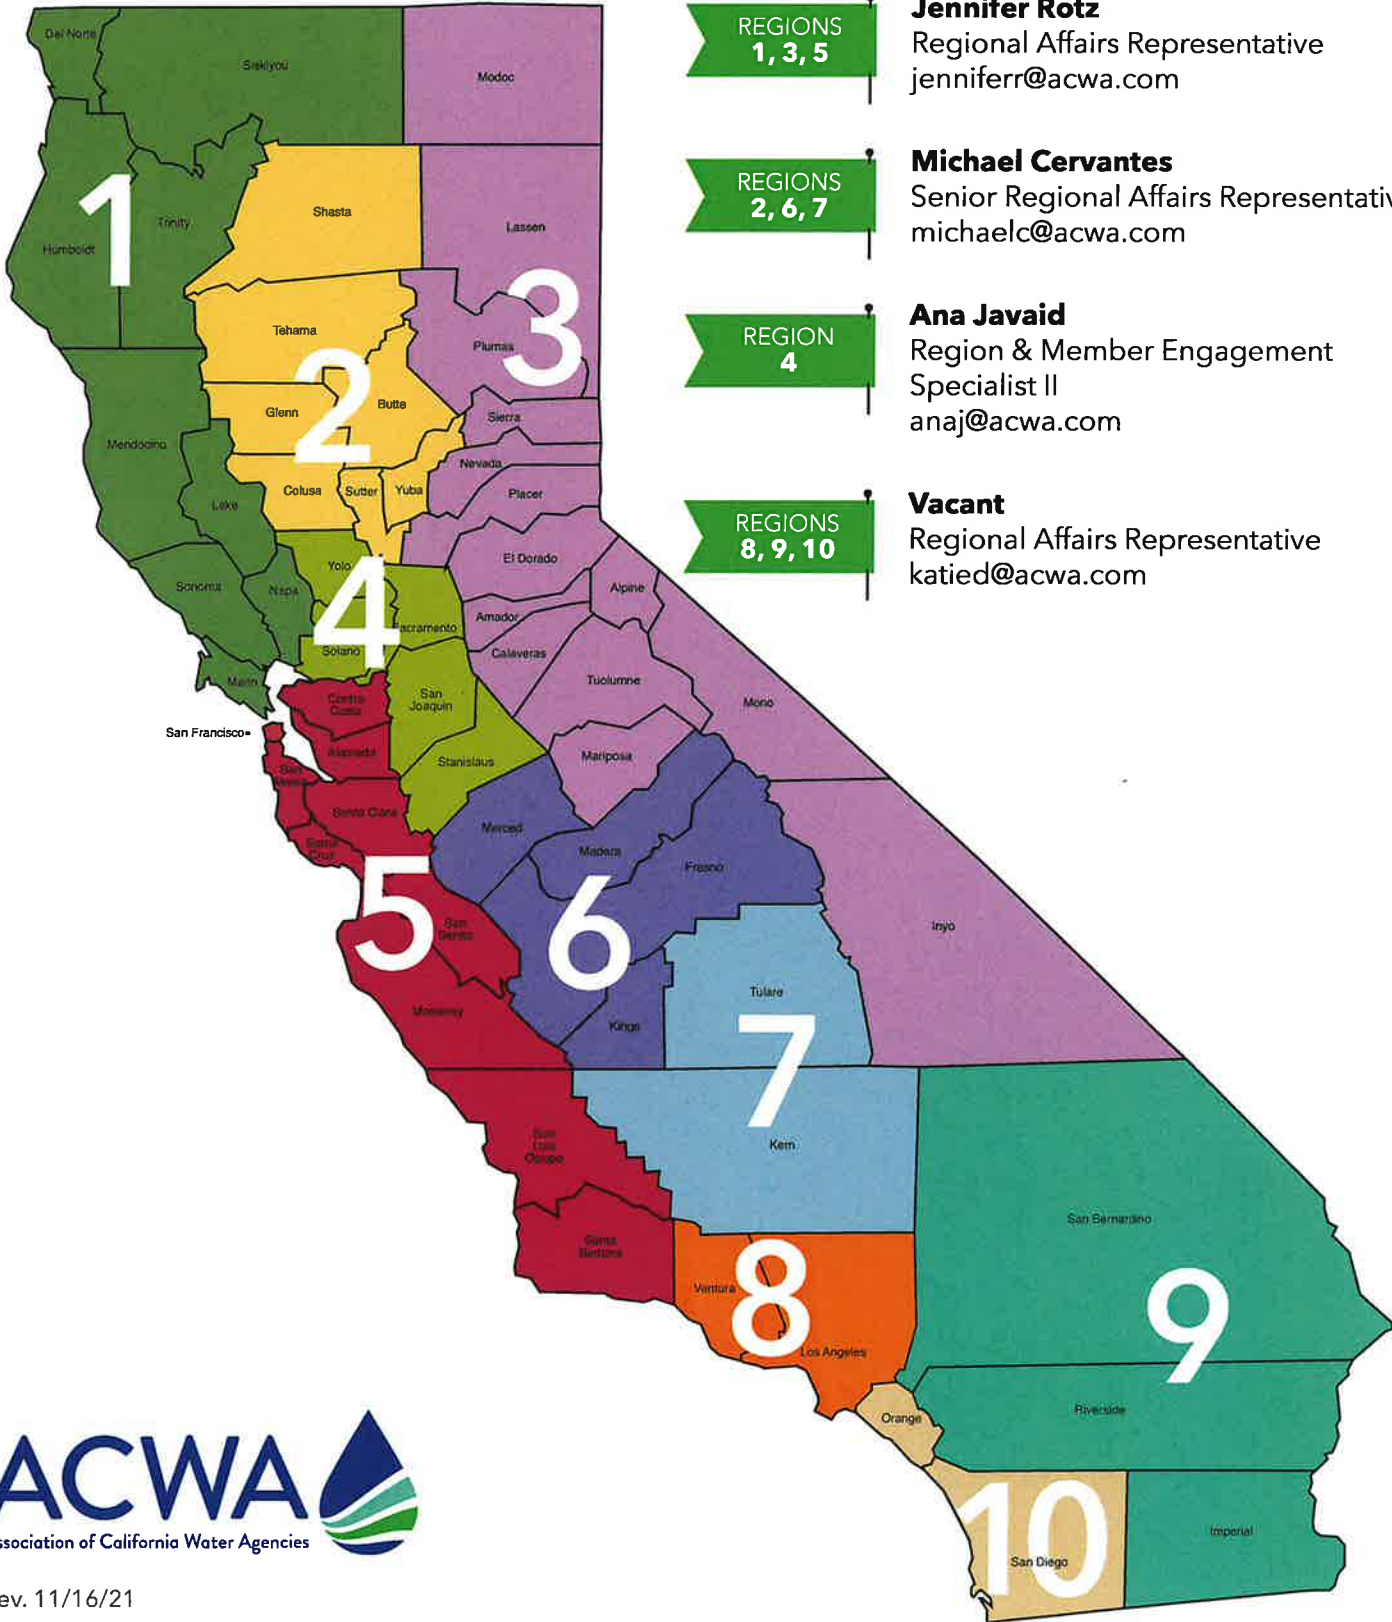 REGIONS
1, 3, 5
Jennifer Rotz
Regional Affairs Representative
jenniferr@acwa.com
REGIONS
2, 6, 7
Michael Cervantes
Senior Regional Affairs Representativ
michaelc@acwa.com
REGION
4
Ana Javaid
Region & Member Engagement
Specialist II
anaj@acwa.com
REGIONS
8, 9, 10
Vacant
Regional Affairs Representative
katied@acwa.com
Del Norte
Siskiyou
Modoc
1
Humboldt
Trinity
Shasta
Lassen
3
Tehama
Plumas
2
Glenn
Butte
Sierra
Mendocino
Nevada
Colusa
Sutter
Yuba
Placer
Lake
El Dorado
Yolo
Sonoma
Napa
4
Alpine
Amador
acramento
Solano
Calaveras
Marin
Tuolumne
San
Joaquin
Contra
Costa
Mono
San Francisco
Alameda
Stanislaus
Mariposa
San
Mateo
Santa Clara
Merced
Santa
Cruz
Madera
Fresno
5
6
San
Benito
Inyo
Tulare
Monterey
Kings
7
Kern
San
Luis
Obispo
San Bernardino
Santa
Barbara
8
Ventura
Los Angeles
9
Orange
Riverside
10
San Diego
Imperial
ACWA
ssociation of California Water Agencies
ev. 11/16/21